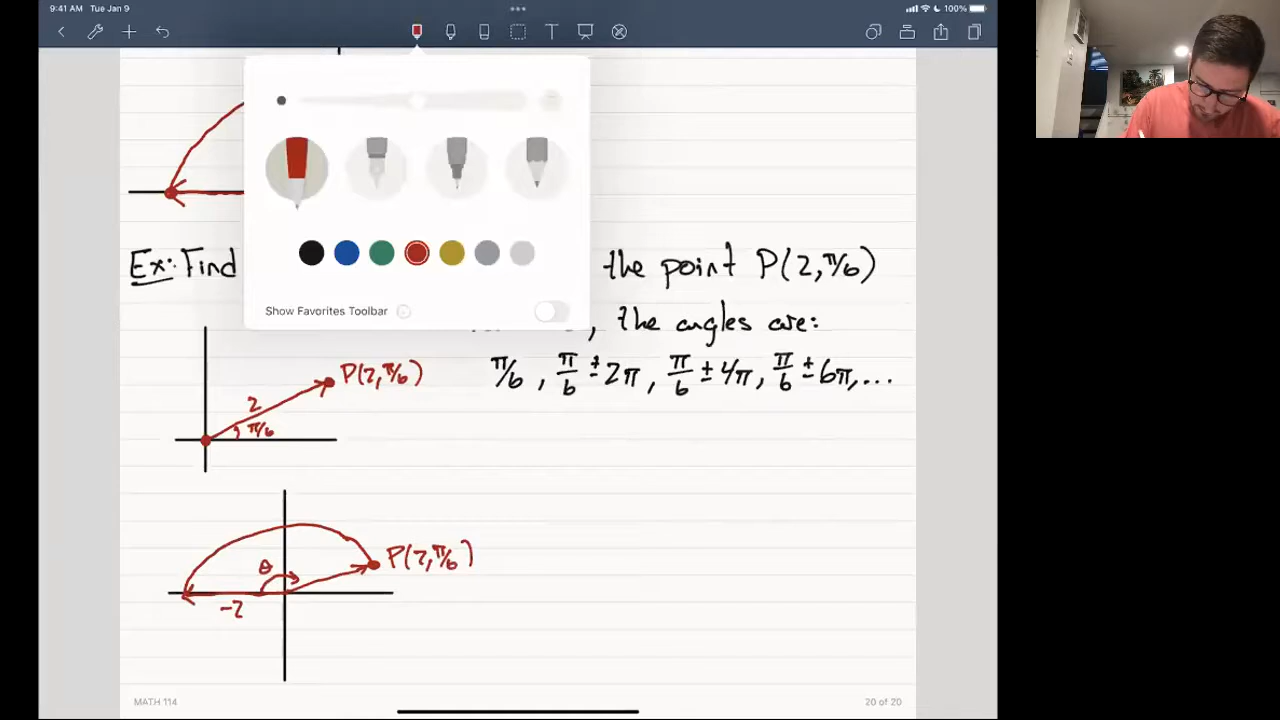 9:41 AM Tue Jan 9
100%
Show Favorites Toolbar
Ex: Find the point P(2, π/6)
, the angles are:
π/6 , π/6 ± 2π , π/6 ± 4π , π/6 ± 6π , ...
P(2, π/6)
2
π/6
P(2, π/6)
θ
-2
MATH 114
20 of 20